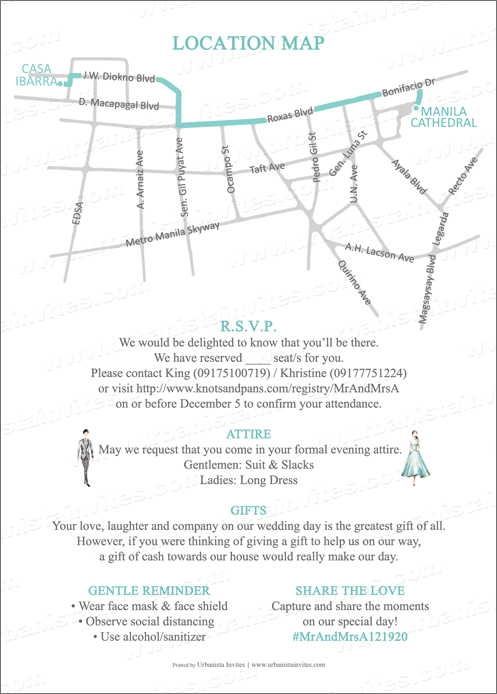 LOCATION MAP
CASA
IBARRA
J.W. Diokno Blvd
D. Macapagal Blvd
Roxas Blvd
Bonifacio Dr
MANILA
CATHEDRAL
EDSA
A. Arnaiz Ave
Sen. Gil Puyat Ave
Ocampo St
Taft Ave
Pedro Gil St
Gen. Luna St
U.N. Ave
Ayala Blvd
Recto Ave
Legarda
Magsaysay Blvd
Metro Manila Skyway
Quirino Ave
A.H. Lacson Ave
R.S.V.P.
We would be delighted to know that you’ll be there.
We have reserved ____ seat/s for you.
Please contact King (09175100719) / Khristine (09177751224)
or visit http://www.knotsandpans.com/registry/MrAndMrsA
on or before December 5 to confirm your attendance.
ATTIRE
May we request that you come in your formal evening attire.
Gentlemen: Suit & Slacks
Ladies: Long Dress
GIFTS
Your love, laughter and company on our wedding day is the greatest gift of all.
However, if you were thinking of giving a gift to help us on our way,
a gift of cash towards our house would really make our day.
GENTLE REMINDER
• Wear face mask & face shield
• Observe social distancing
• Use alcohol/sanitizer
SHARE THE LOVE
Capture and share the moments
on our special day!
#MrAndMrsA121920
Printed by Urbanista Invites | www.urbanistainvites.com
www.urbanistainvites.com